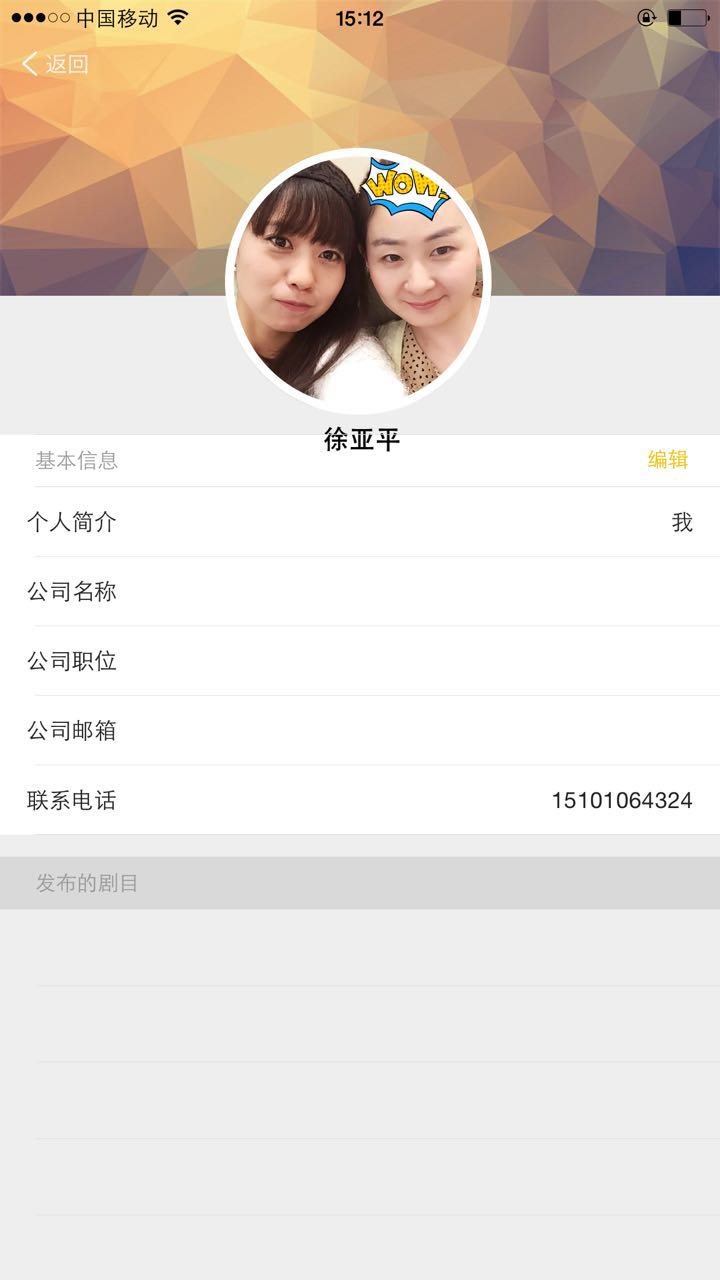 中国移动 15:12
返回
WOW!
徐亚平
基本信息 编辑
个人简介 我
公司名称
公司职位
公司邮箱
联系电话 15101064324
发布的剧目